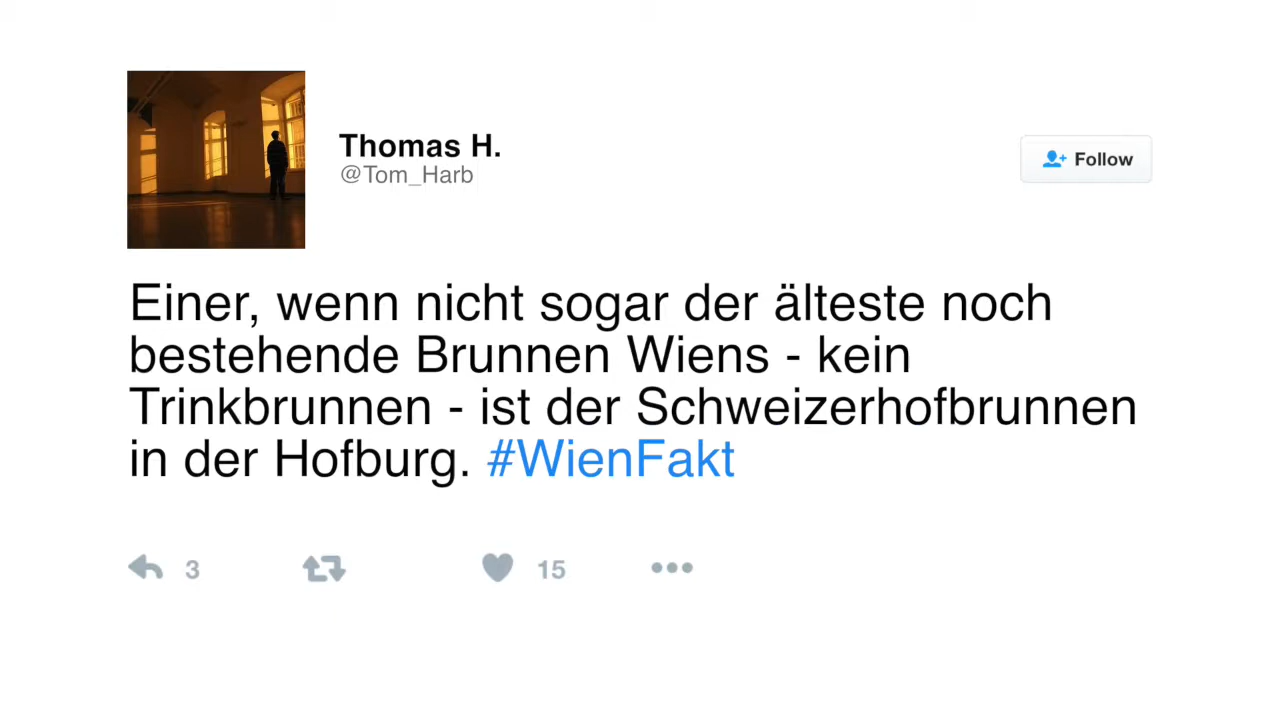 Thomas H.
@Tom_Harb
Follow
Einer, wenn nicht sogar der älteste noch
bestehende Brunnen Wiens - kein
Trinkbrunnen - ist der Schweizerhofbrunnen
in der Hofburg. #WienFakt
3
15